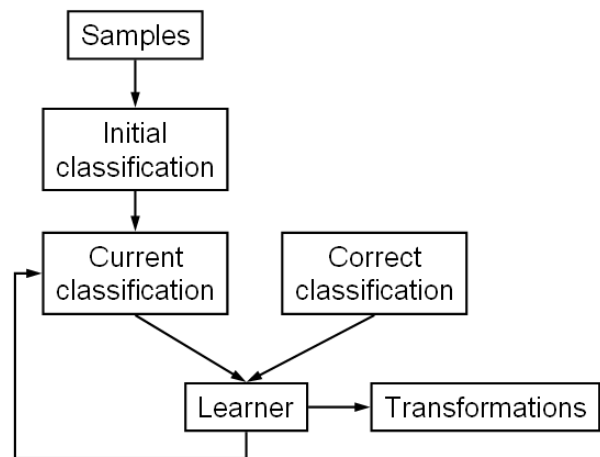 Samples
Initial
classification
Current
classification
Correct
classification
Learner
Transformations